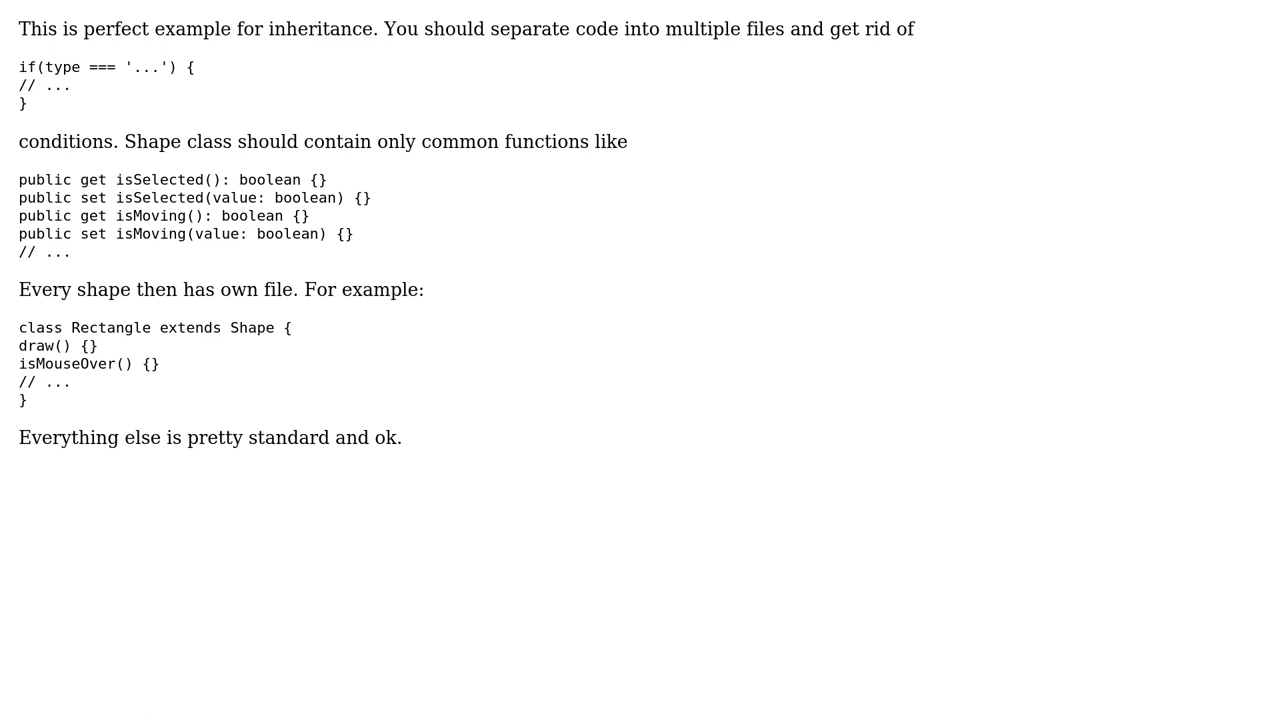 This is perfect example for inheritance. You should separate code into multiple files and get rid of
if(type === '...') {
// ...
}
conditions. Shape class should contain only common functions like
public get isSelected(): boolean {}
public set isSelected(value: boolean) {}
public get isMoving(): boolean {}
public set isMoving(value: boolean) {}
// ...
Every shape then has own file. For example:
class Rectangle extends Shape {
draw() {}
isMouseOver() {}
// ...
}
Everything else is pretty standard and ok.